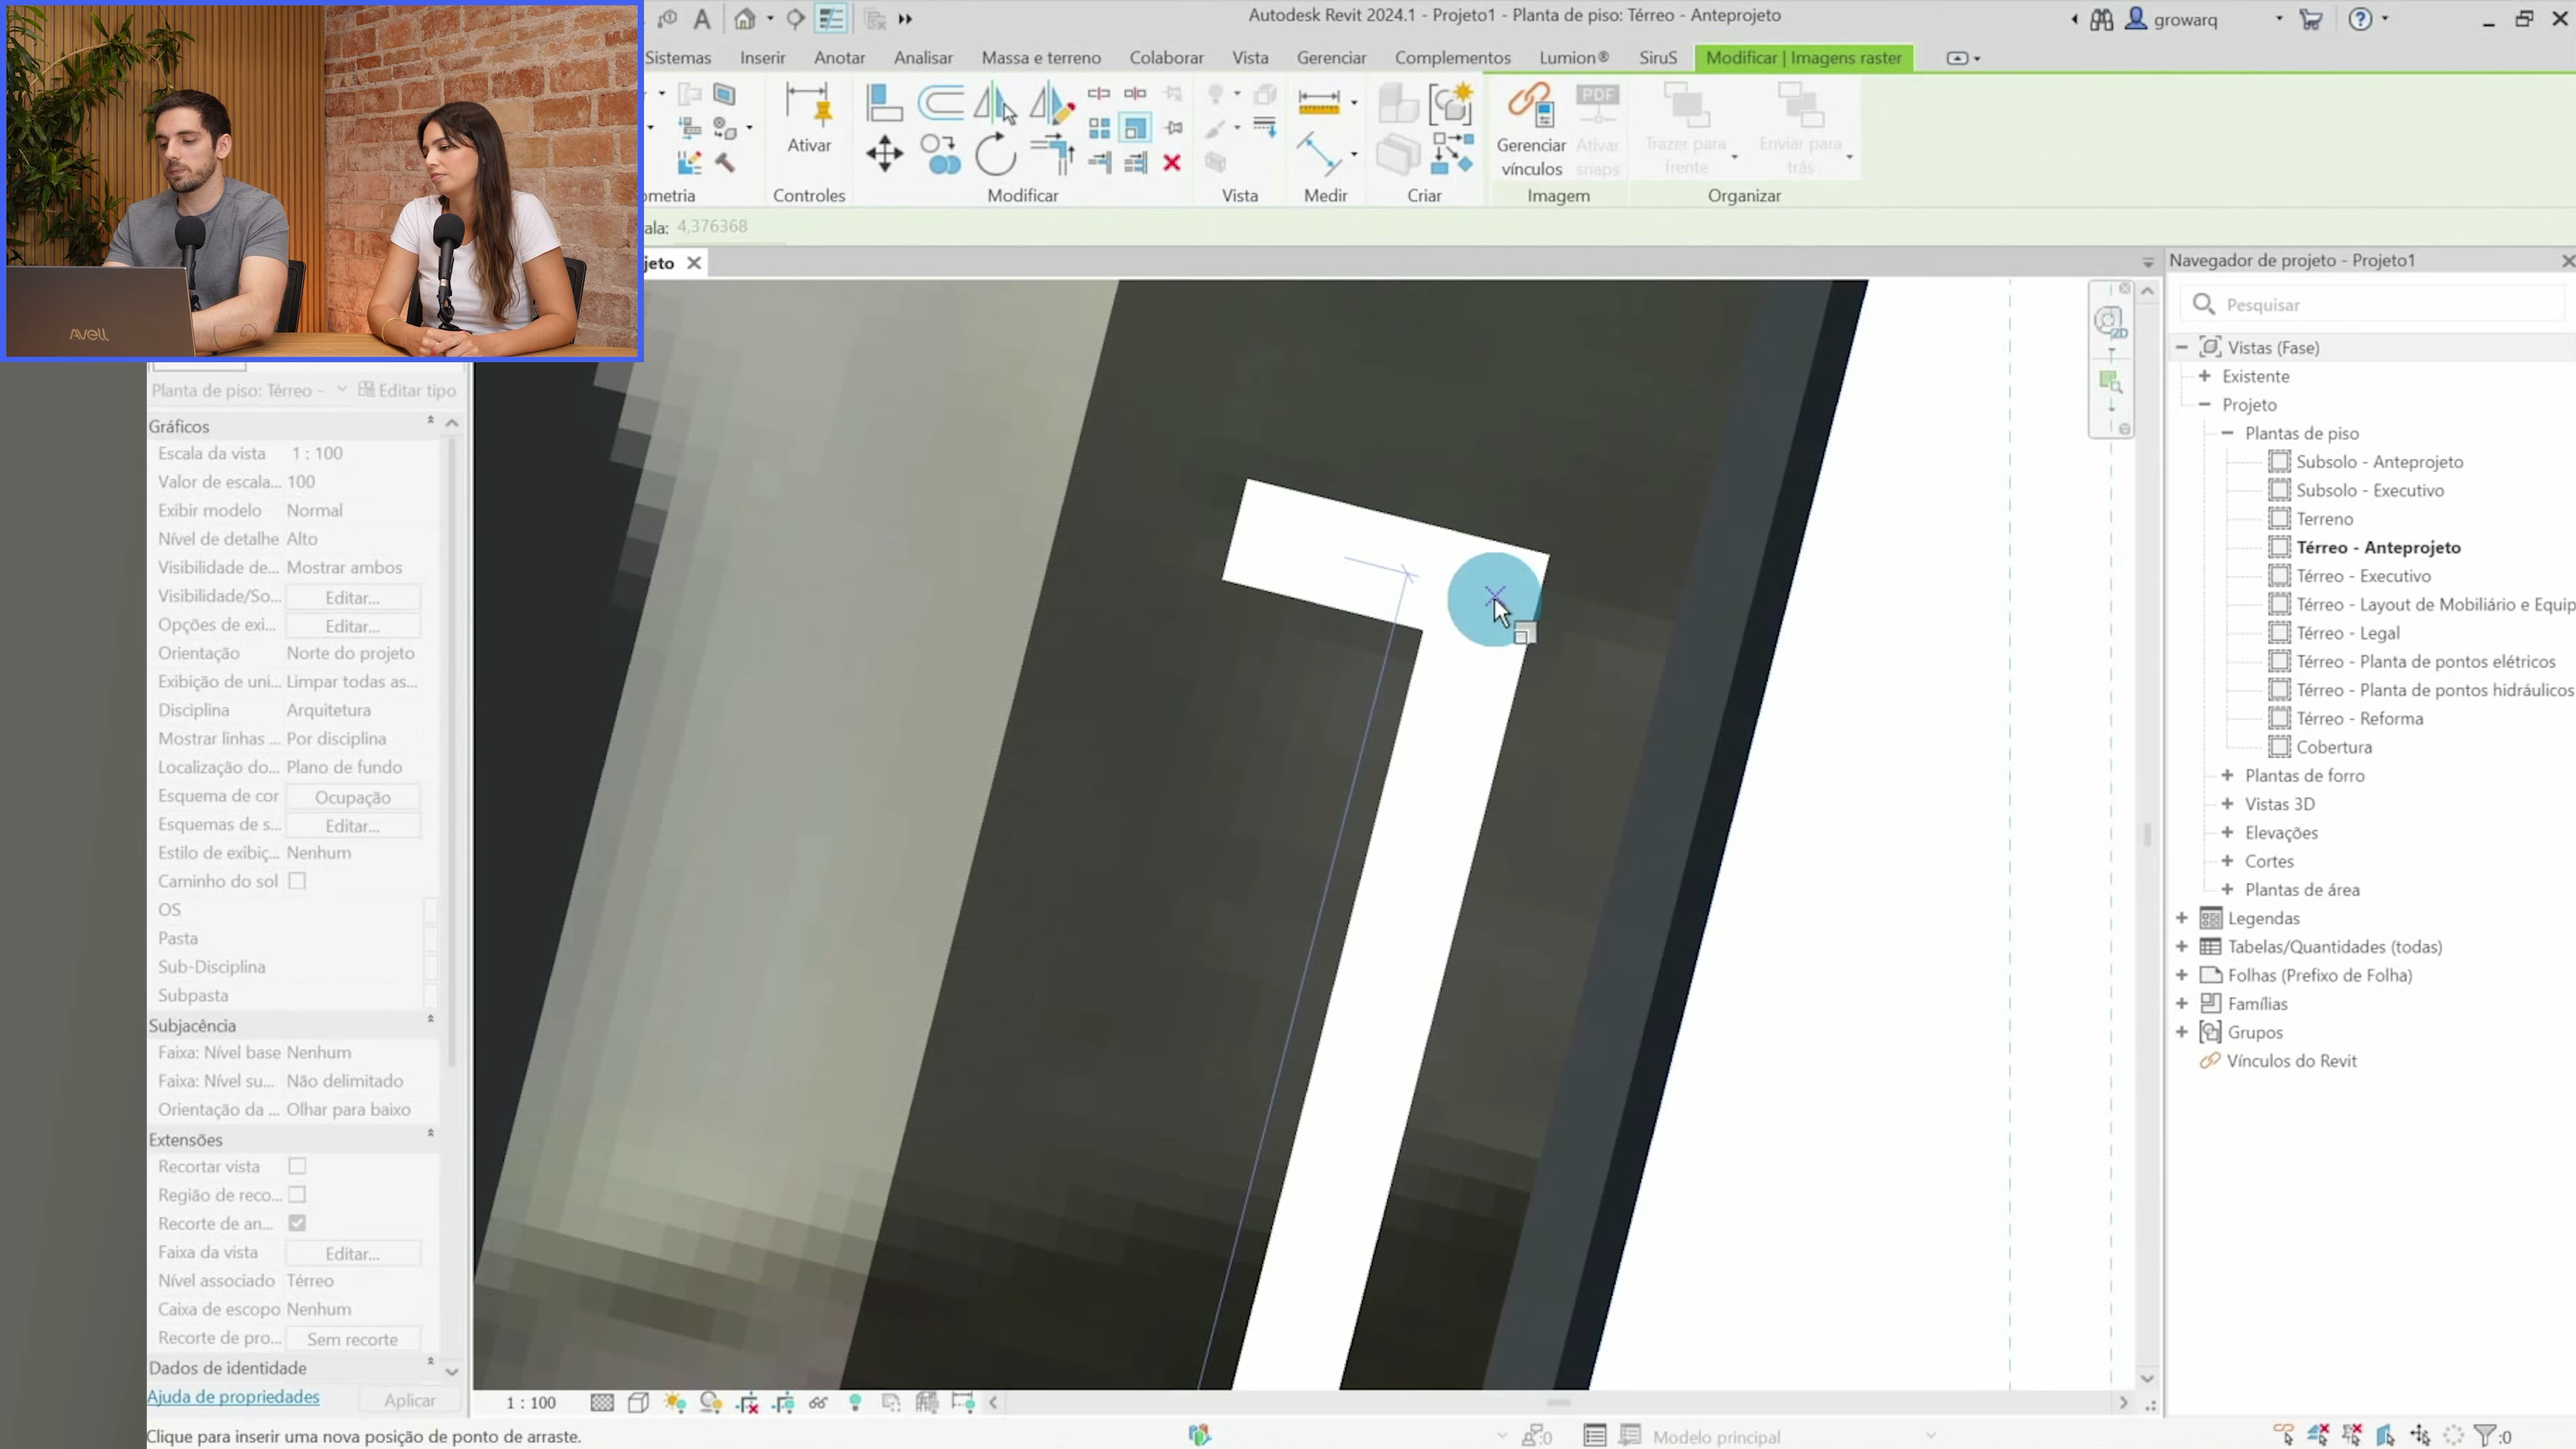 Autodesk Revit 2024.1 - Projeto1 - Planta de piso: Térreo - Anteprojeto
growarq
Sistemas Inserir Anotar Analisar Massa e terreno Colaborar Vista Gerenciar Complementos Lumion® SiruS Modificar | Imagens raster
Ativar
Gerenciar vínculos
PDF
Ativar snaps
Trazer para frente
Enviar para trás
ometria Controles Modificar Vista Medir Criar Imagem Organizar
ala: 4,376368
jeto
Avell
Planta de piso: Térreo - Editar tipo
Gráficos
Escala da vista 1 : 100
Valor de escala... 100
Exibir modelo Normal
Nível de detalhe Alto
Visibilidade de... Mostrar ambos
Visibilidade/So... Editar...
Opções de exi... Editar...
Orientação Norte do projeto
Exibição de uni... Limpar todas as...
Disciplina Arquitetura
Mostrar linhas ... Por disciplina
Localização do... Plano de fundo
Esquema de cor Ocupação
Esquemas de s... Editar...
Estilo de exibiç... Nenhum
Caminho do sol
OS
Pasta
Sub-Disciplina
Subpasta
Subjacência
Faixa: Nível base Nenhum
Faixa: Nível su... Não delimitado
Orientação da ... Olhar para baixo
Extensões
Recortar vista
Região de reco...
Recorte de an...
Faixa da vista Editar...
Nível associado Térreo
Caixa de escopo Nenhum
Recorte de pro... Sem recorte
Dados de identidade
Ajuda de propriedades Aplicar
2D
Navegador de projeto - Projeto1
Pesquisar
Vistas (Fase)
Existente
Projeto
Plantas de piso
Subsolo - Anteprojeto
Subsolo - Executivo
Terreno
Térreo - Anteprojeto
Térreo - Executivo
Térreo - Layout de Mobiliário e Equip
Térreo - Legal
Térreo - Planta de pontos elétricos
Térreo - Planta de pontos hidráulicos
Térreo - Reforma
Cobertura
Plantas de forro
Vistas 3D
Elevações
Cortes
Plantas de área
Legendas
Tabelas/Quantidades (todas)
Folhas (Prefixo de Folha)
Famílias
Grupos
Vínculos do Revit
1 : 100
Clique para inserir uma nova posição de ponto de arraste.
:0
Modelo principal
:0